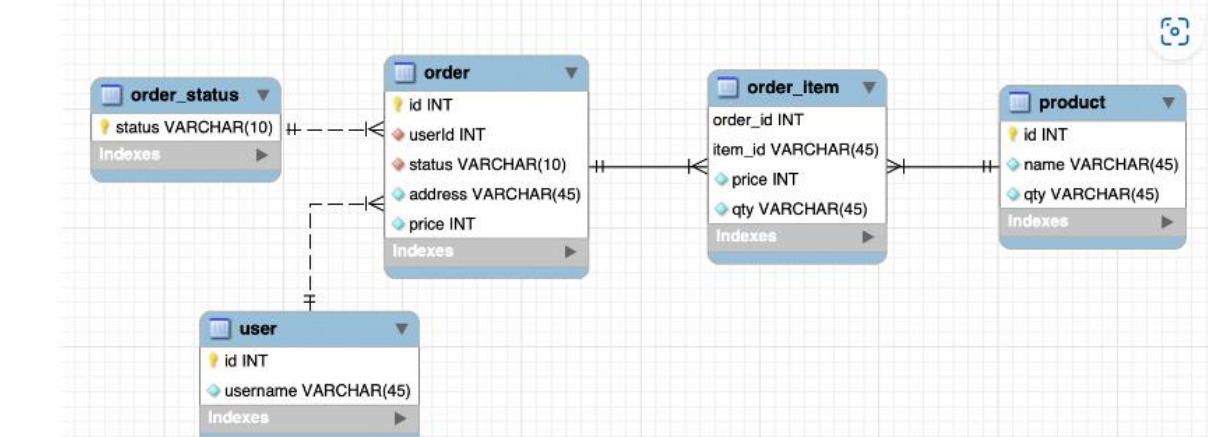 order_status
status VARCHAR(10)
Indexes
order
id INT
userId INT
status VARCHAR(10)
address VARCHAR(45)
price INT
Indexes
order_item
order_id INT
item_id VARCHAR(45)
price INT
qty VARCHAR(45)
Indexes
product
id INT
name VARCHAR(45)
qty VARCHAR(45)
Indexes
user
id INT
username VARCHAR(45)
Indexes